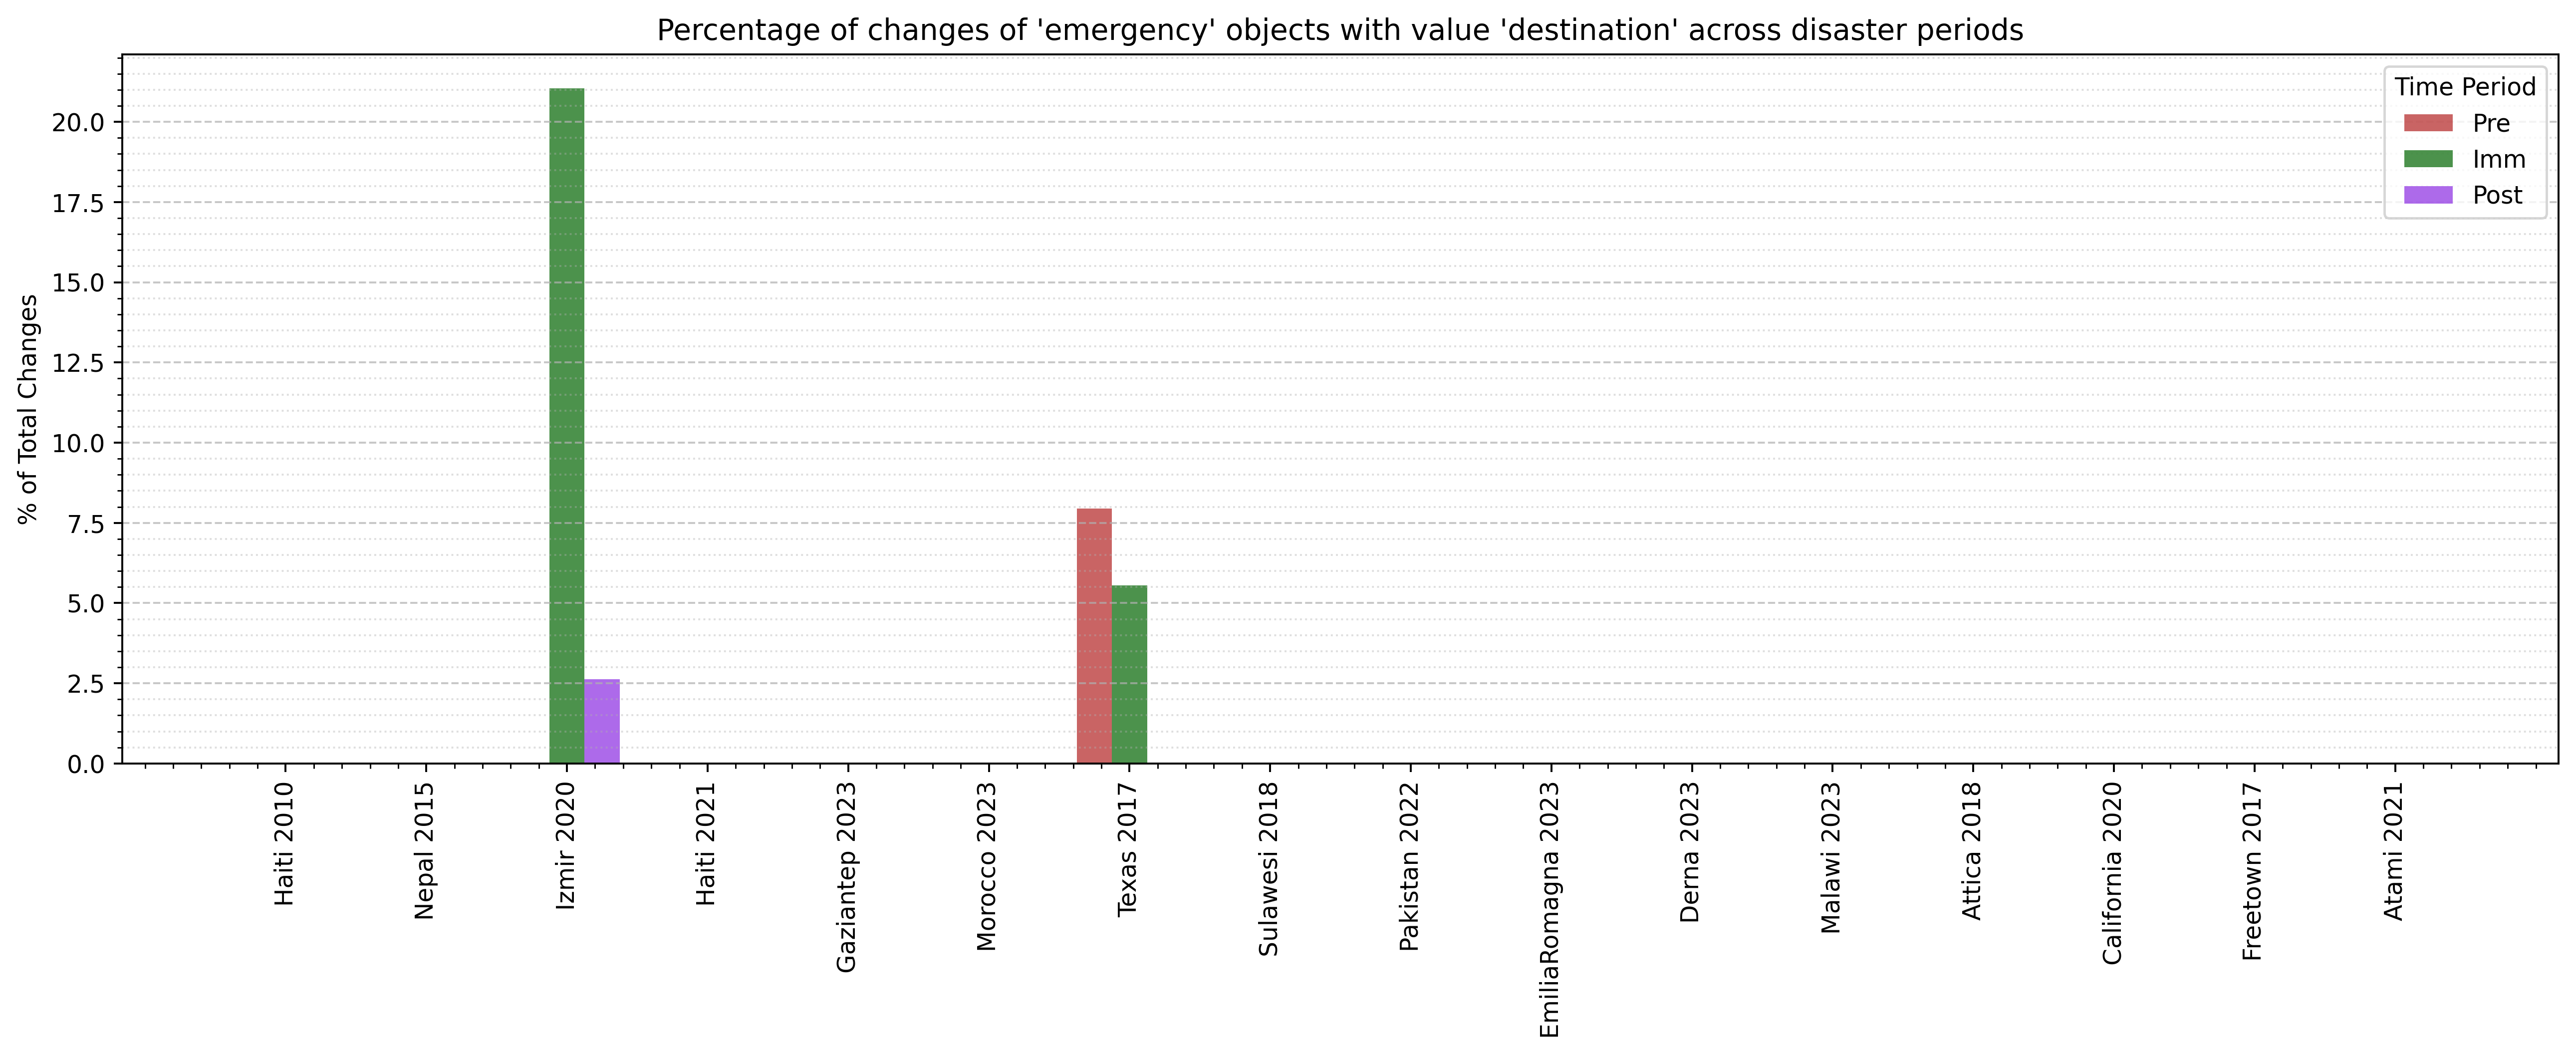 Percentage of changes of 'emergency' objects with value 'destination' across disaster periods
% of Total Changes
20.0
17.5
15.0
12.5
10.0
7.5
5.0
2.5
0.0
Time Period
Pre
Imm
Post
Haiti 2010
Nepal 2015
Izmir 2020
Haiti 2021
Gaziantep 2023
Morocco 2023
Texas 2017
Sulawesi 2018
Pakistan 2022
EmiliaRomagna 2023
Derna 2023
Malawi 2023
Attica 2018
California 2020
Freetown 2017
Atami 2021